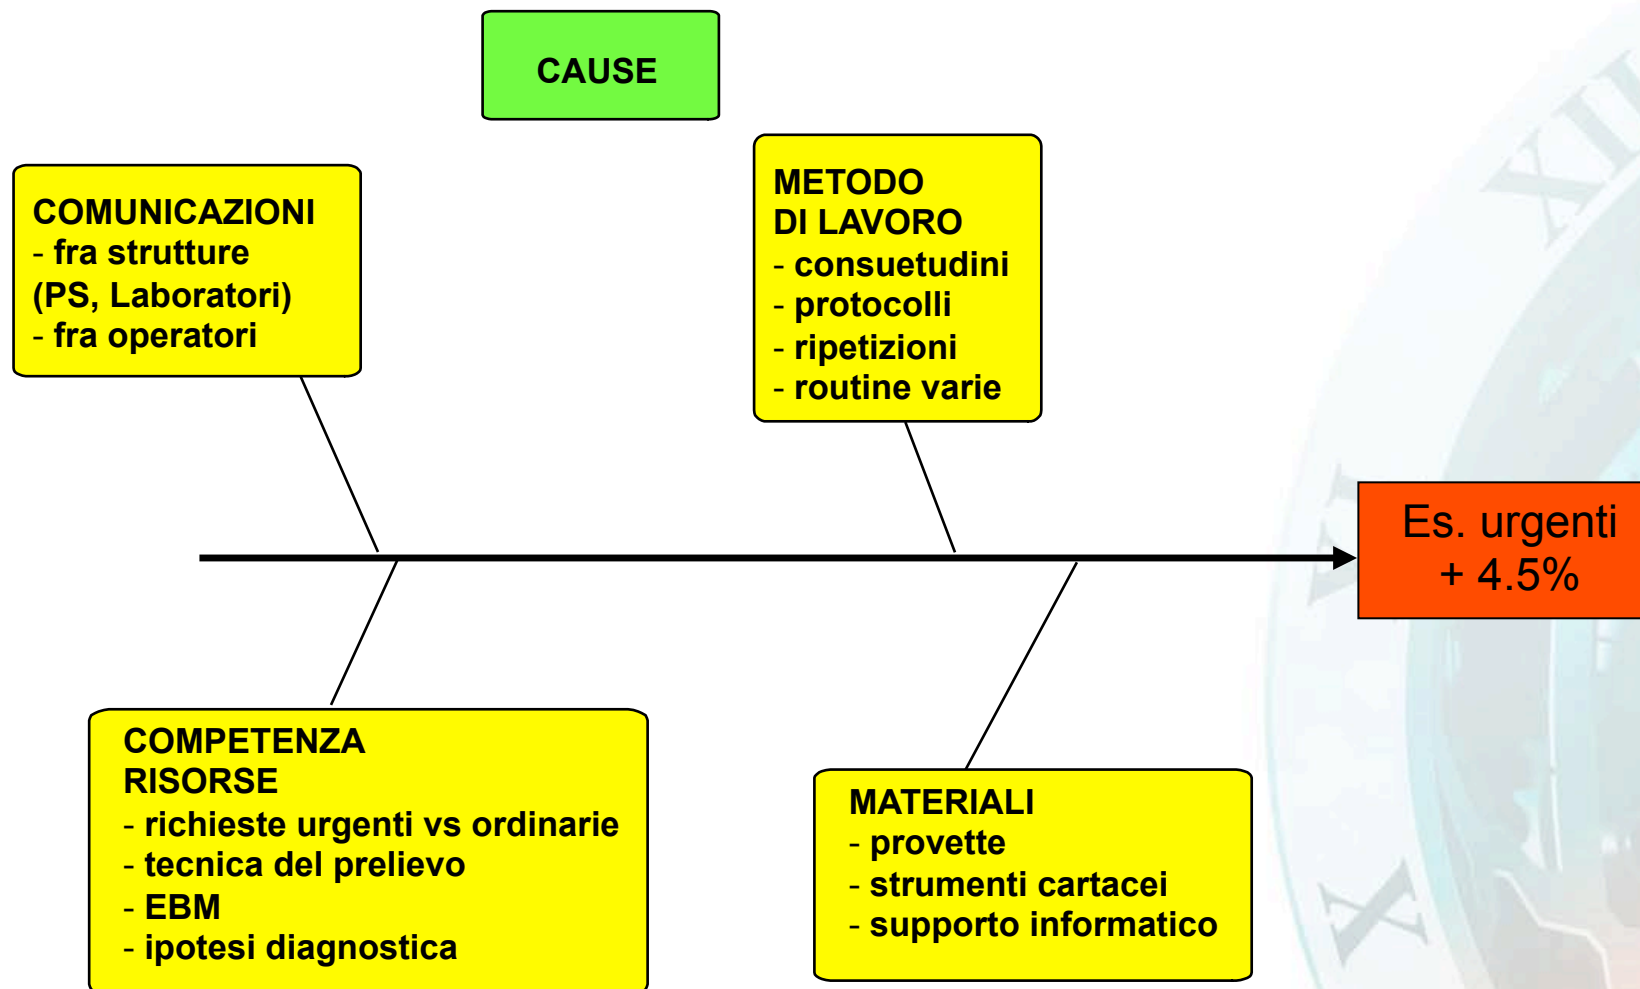 CAUSE
COMUNICAZIONI
- fra strutture
(PS, Laboratori)
- fra operatori
METODO
DI LAVORO
- consuetudini
- protocolli
- ripetizioni
- routine varie
Es. urgenti
+ 4.5%
COMPETENZA
RISORSE
- richieste urgenti vs ordinarie
- tecnica del prelievo
- EBM
- ipotesi diagnostica
MATERIALI
- provette
- strumenti cartacei
- supporto informatico
XII
X